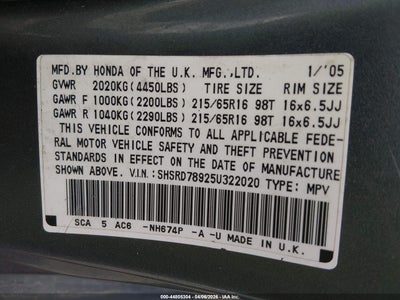 MFD.BY HONDA OF THE U.K. MFG.,LTD. 1/'05
GVWR 2020KG(4450LBS) TIRE SIZE RIM SIZE
GAWR F 1000KG(2200LBS) 215/65R16 98T 16x6.5JJ
GAWR R 1040KG(2290LBS) 215/65R16 98T 16x6.5JJ
THIS VEHICLE CONFORMS TO ALL APPLICABLE FEDE-
RAL MOTOR VEHICLE SAFETY AND THEFT PREVENTION
STANDARDS IN EFFECT ON THE DATE OF MANUFACTURE
SHOWN ABOVE. V.I.N:SHSRD78925U322020 TYPE: MPV
SCA 5 AC6 -NH674P -A -U MADE IN U.K.
000-44805304 - 04/06/2026 - IAA Inc.